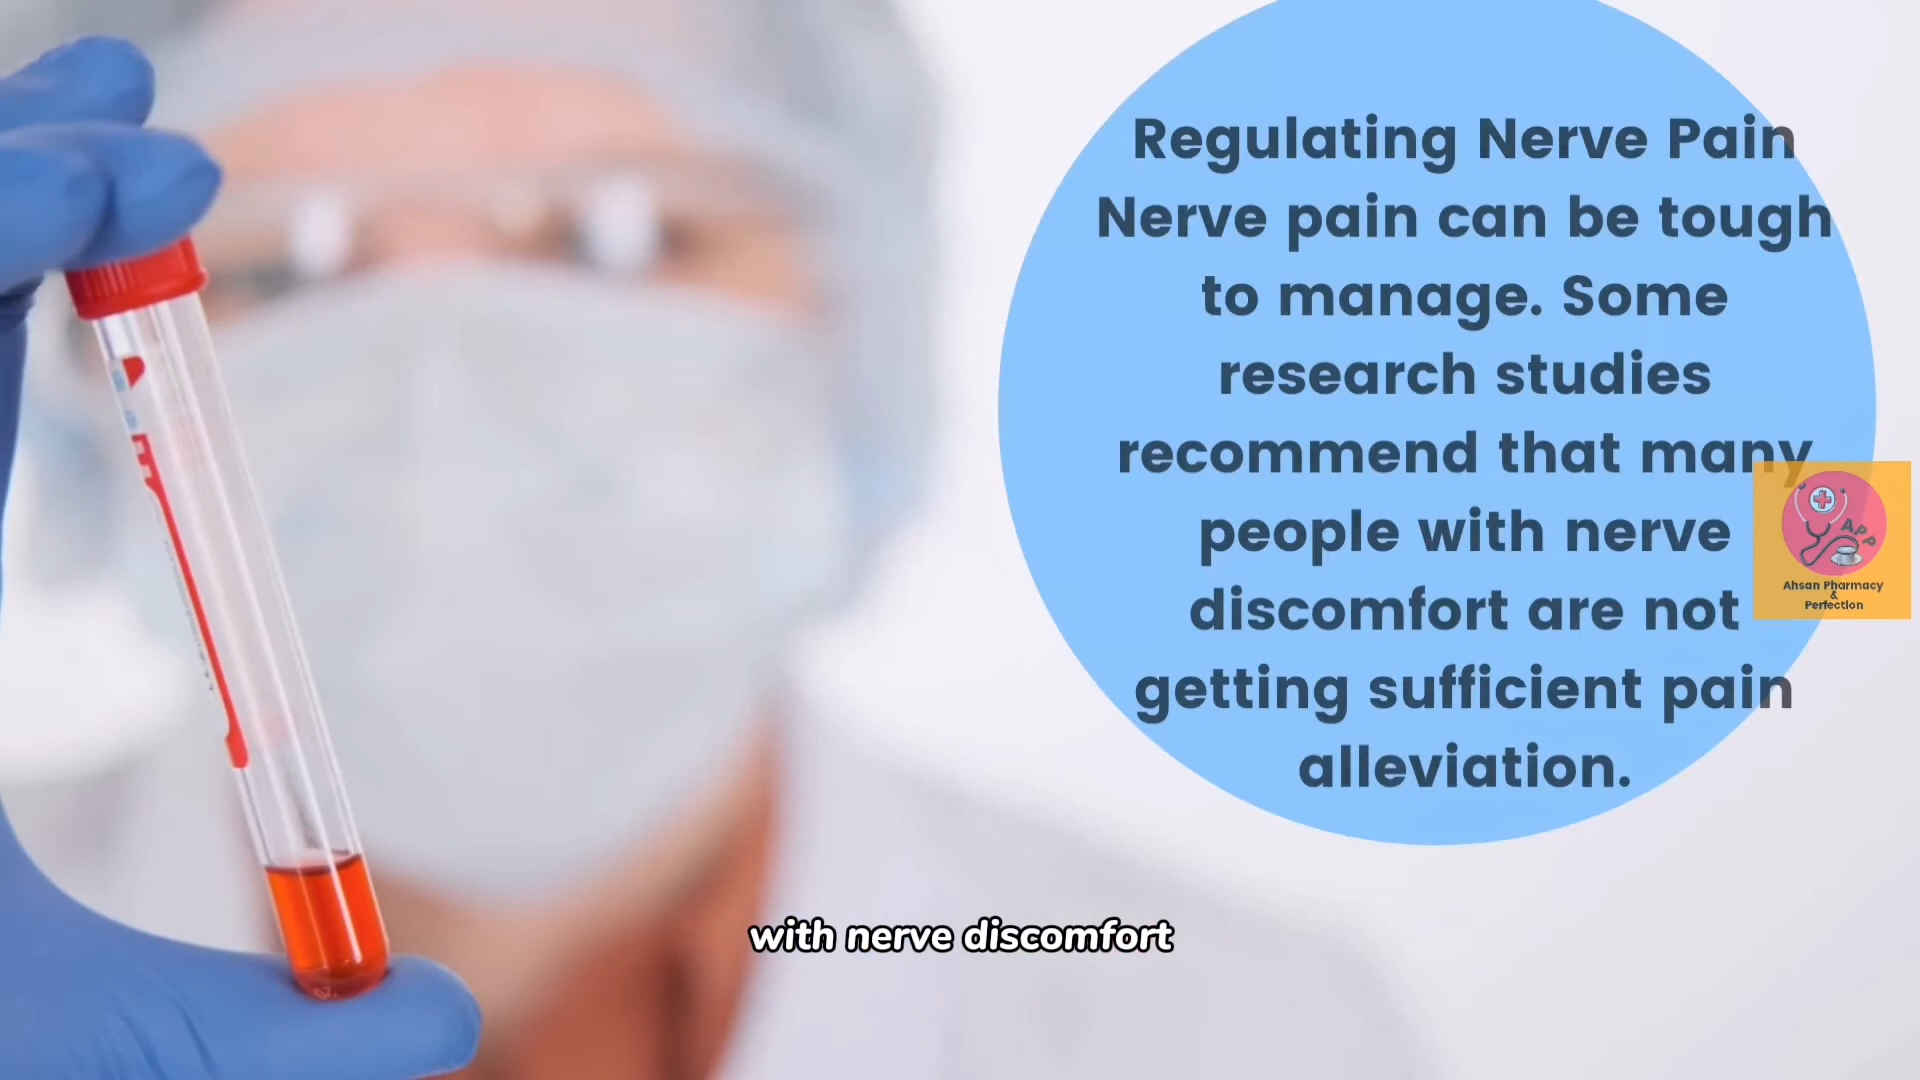 Regulating Nerve Pain
Nerve pain can be tough
to manage. Some
research studies
recommend that many
people with nerve
discomfort are not
getting sufficient pain
alleviation.
APP
Ahsan Pharmacy
&
Perfection
with nerve discomfort